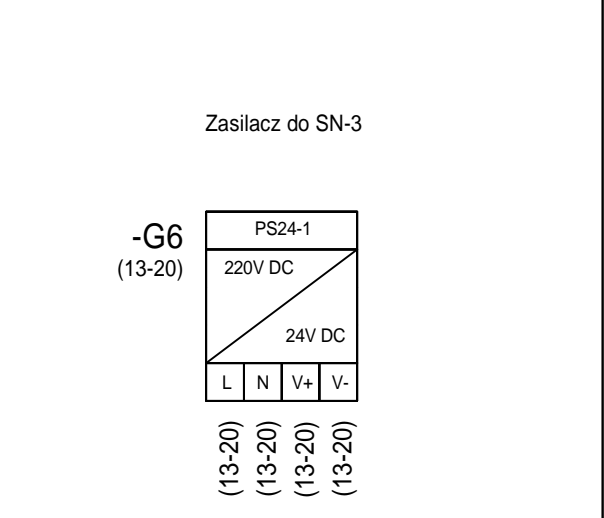 Zasilacz do SN-3
-G6
(13-20)
PS24-1
220V DC
24V DC
L N V+ V-
(13-20) (13-20) (13-20) (13-20)